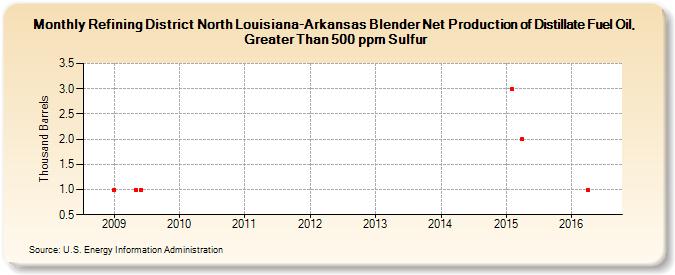 Monthly Refining District North Louisiana-Arkansas Blender Net Production of Distillate Fuel Oil,
Greater Than 500 ppm Sulfur
Thousand Barrels
3.5
3.0
2.5
2.0
1.5
1.0
0.5
2009 2010 2011 2012 2013 2014 2015 2016
Source: U.S. Energy Information Administration